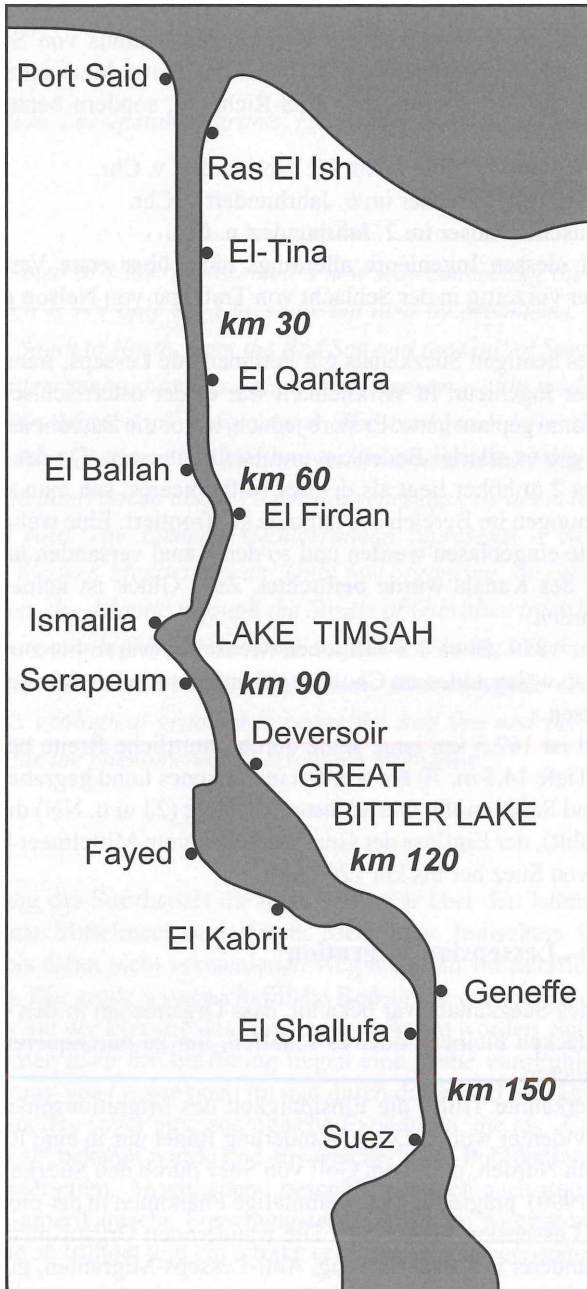 Port Said
Ras El Ish
El-Tina
km 30
El Qantara
El Ballah
km 60
El Firdan
Ismailia
LAKE TIMSAH
Serapeum
km 90
Deversoir
GREAT
BITTER LAKE
Fayed
km 120
El Kabrit
Geneffe
El Shallufa
km 150
Suez